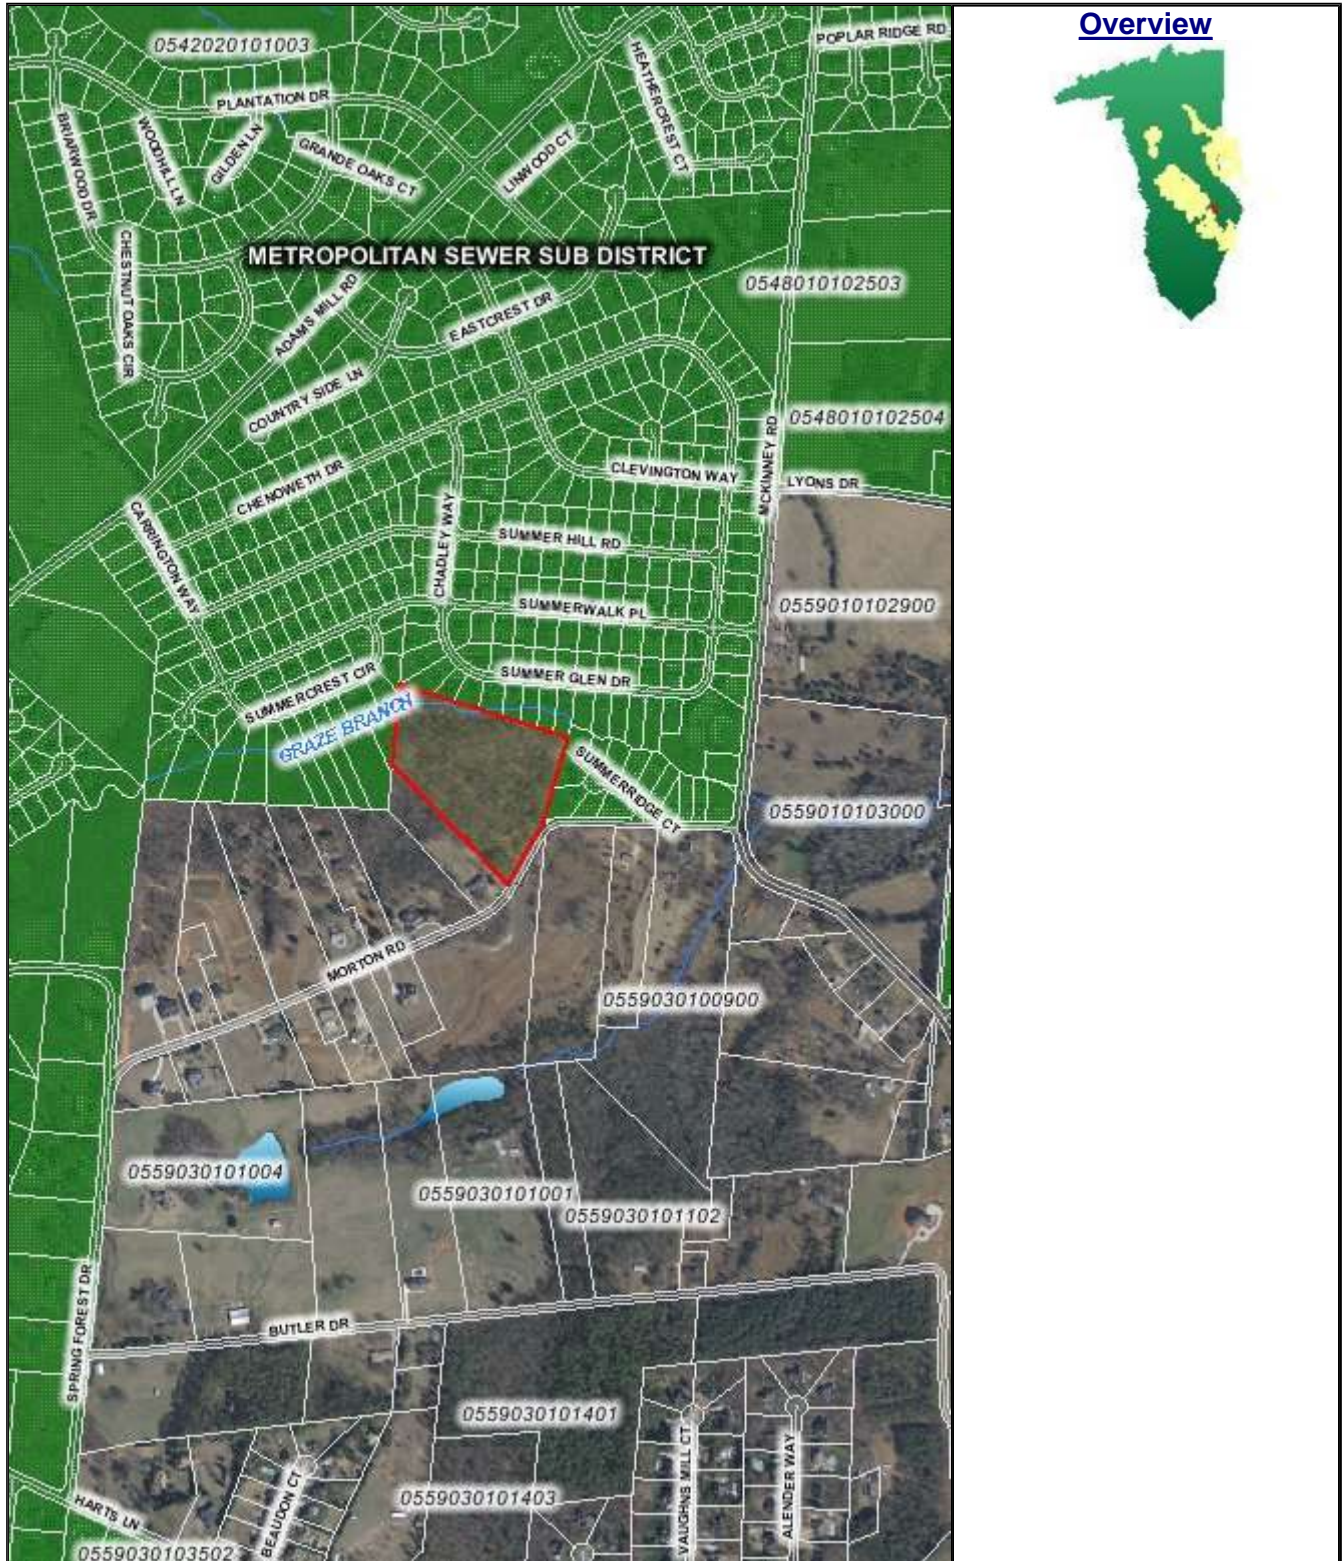 Overview
0542020101003
POPLAR RIDGE RD
HEATHERCREST CT
PLANTATION DR
BRIARWOOD DR
WOODHILL LN
GILDEN LN
GRANDE OAKS CT
LINWOOD CT
CHESTNUT OAKS CIR
METROPOLITAN SEWER SUB DISTRICT
0548010102503
ADAMS MILL RD
EASTCREST DR
COUNTRY SIDE LN
0548010102504
MCKINNEY RD
CHENOWETH DR
CLEVINGTON WAY
LYONS DR
CARRINGTON WAY
CHADLEY WAY
SUMMER HILL RD
0559010102900
SUMMERWALK PL
SUMMERCREST CIR
SUMMER GLEN DR
GRAZE BRANCH
SUMMERRIDGE CT
0559010103000
MORTON RD
0559030100900
0559030101004
0559030101001
0559030101102
SPRING FOREST DR
BUTLER DR
0559030101401
VAUGHNS MILL CT
ALENDER WAY
0559030101403
HARTS LN
BEAUDON CT
0559030103502